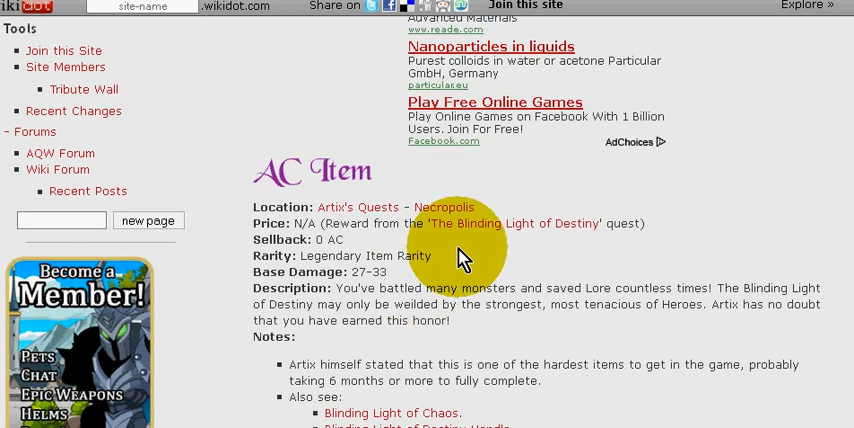 wikidot
site-name
.wikidot.com
Share on
Join this site
Explore »
Tools
Join this Site
Site Members
Tribute Wall
Recent Changes
- Forums
AQW Forum
Wiki Forum
Recent Posts
new page
Become a
Member!
PETS
CHAT
EPIC WEAPONS
HELMS
Advanced Materials
www.reade.com
Nanoparticles in liquids
Purest colloids in water or acetone Particular
GmbH, Germany
particular.eu
Play Free Online Games
Play Online Games on Facebook With 1 Billion
Users. Join For Free!
Facebook.com
AdChoices
AC Item
Location: Artix's Quests - Necropolis
Price: N/A (Reward from the 'The Blinding Light of Destiny' quest)
Sellback: 0 AC
Rarity: Legendary Item Rarity
Base Damage: 27-33
Description: You've battled many monsters and saved Lore countless times! The Blinding Light
of Destiny may only be weilded by the strongest, most tenacious of Heroes. Artix has no doubt
that you have earned this honor!
Notes:
Artix himself stated that this is one of the hardest items to get in the game, probably
taking 6 months or more to fully complete.
Also see:
Blinding Light of Chaos.
Blinding Light of Destiny Handle